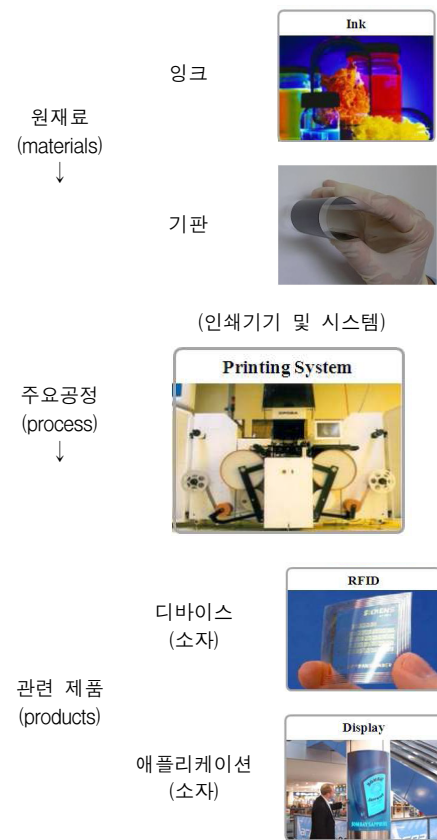 Ink
잉크
원재료
(materials)
↓
기판
(인쇄기기 및 시스템)
Printing System
주요공정
(process)
↓
RFID
디바이스
(소자)
SIEMENS
관련 제품
(products)
Display
애플리케이션
(소자)